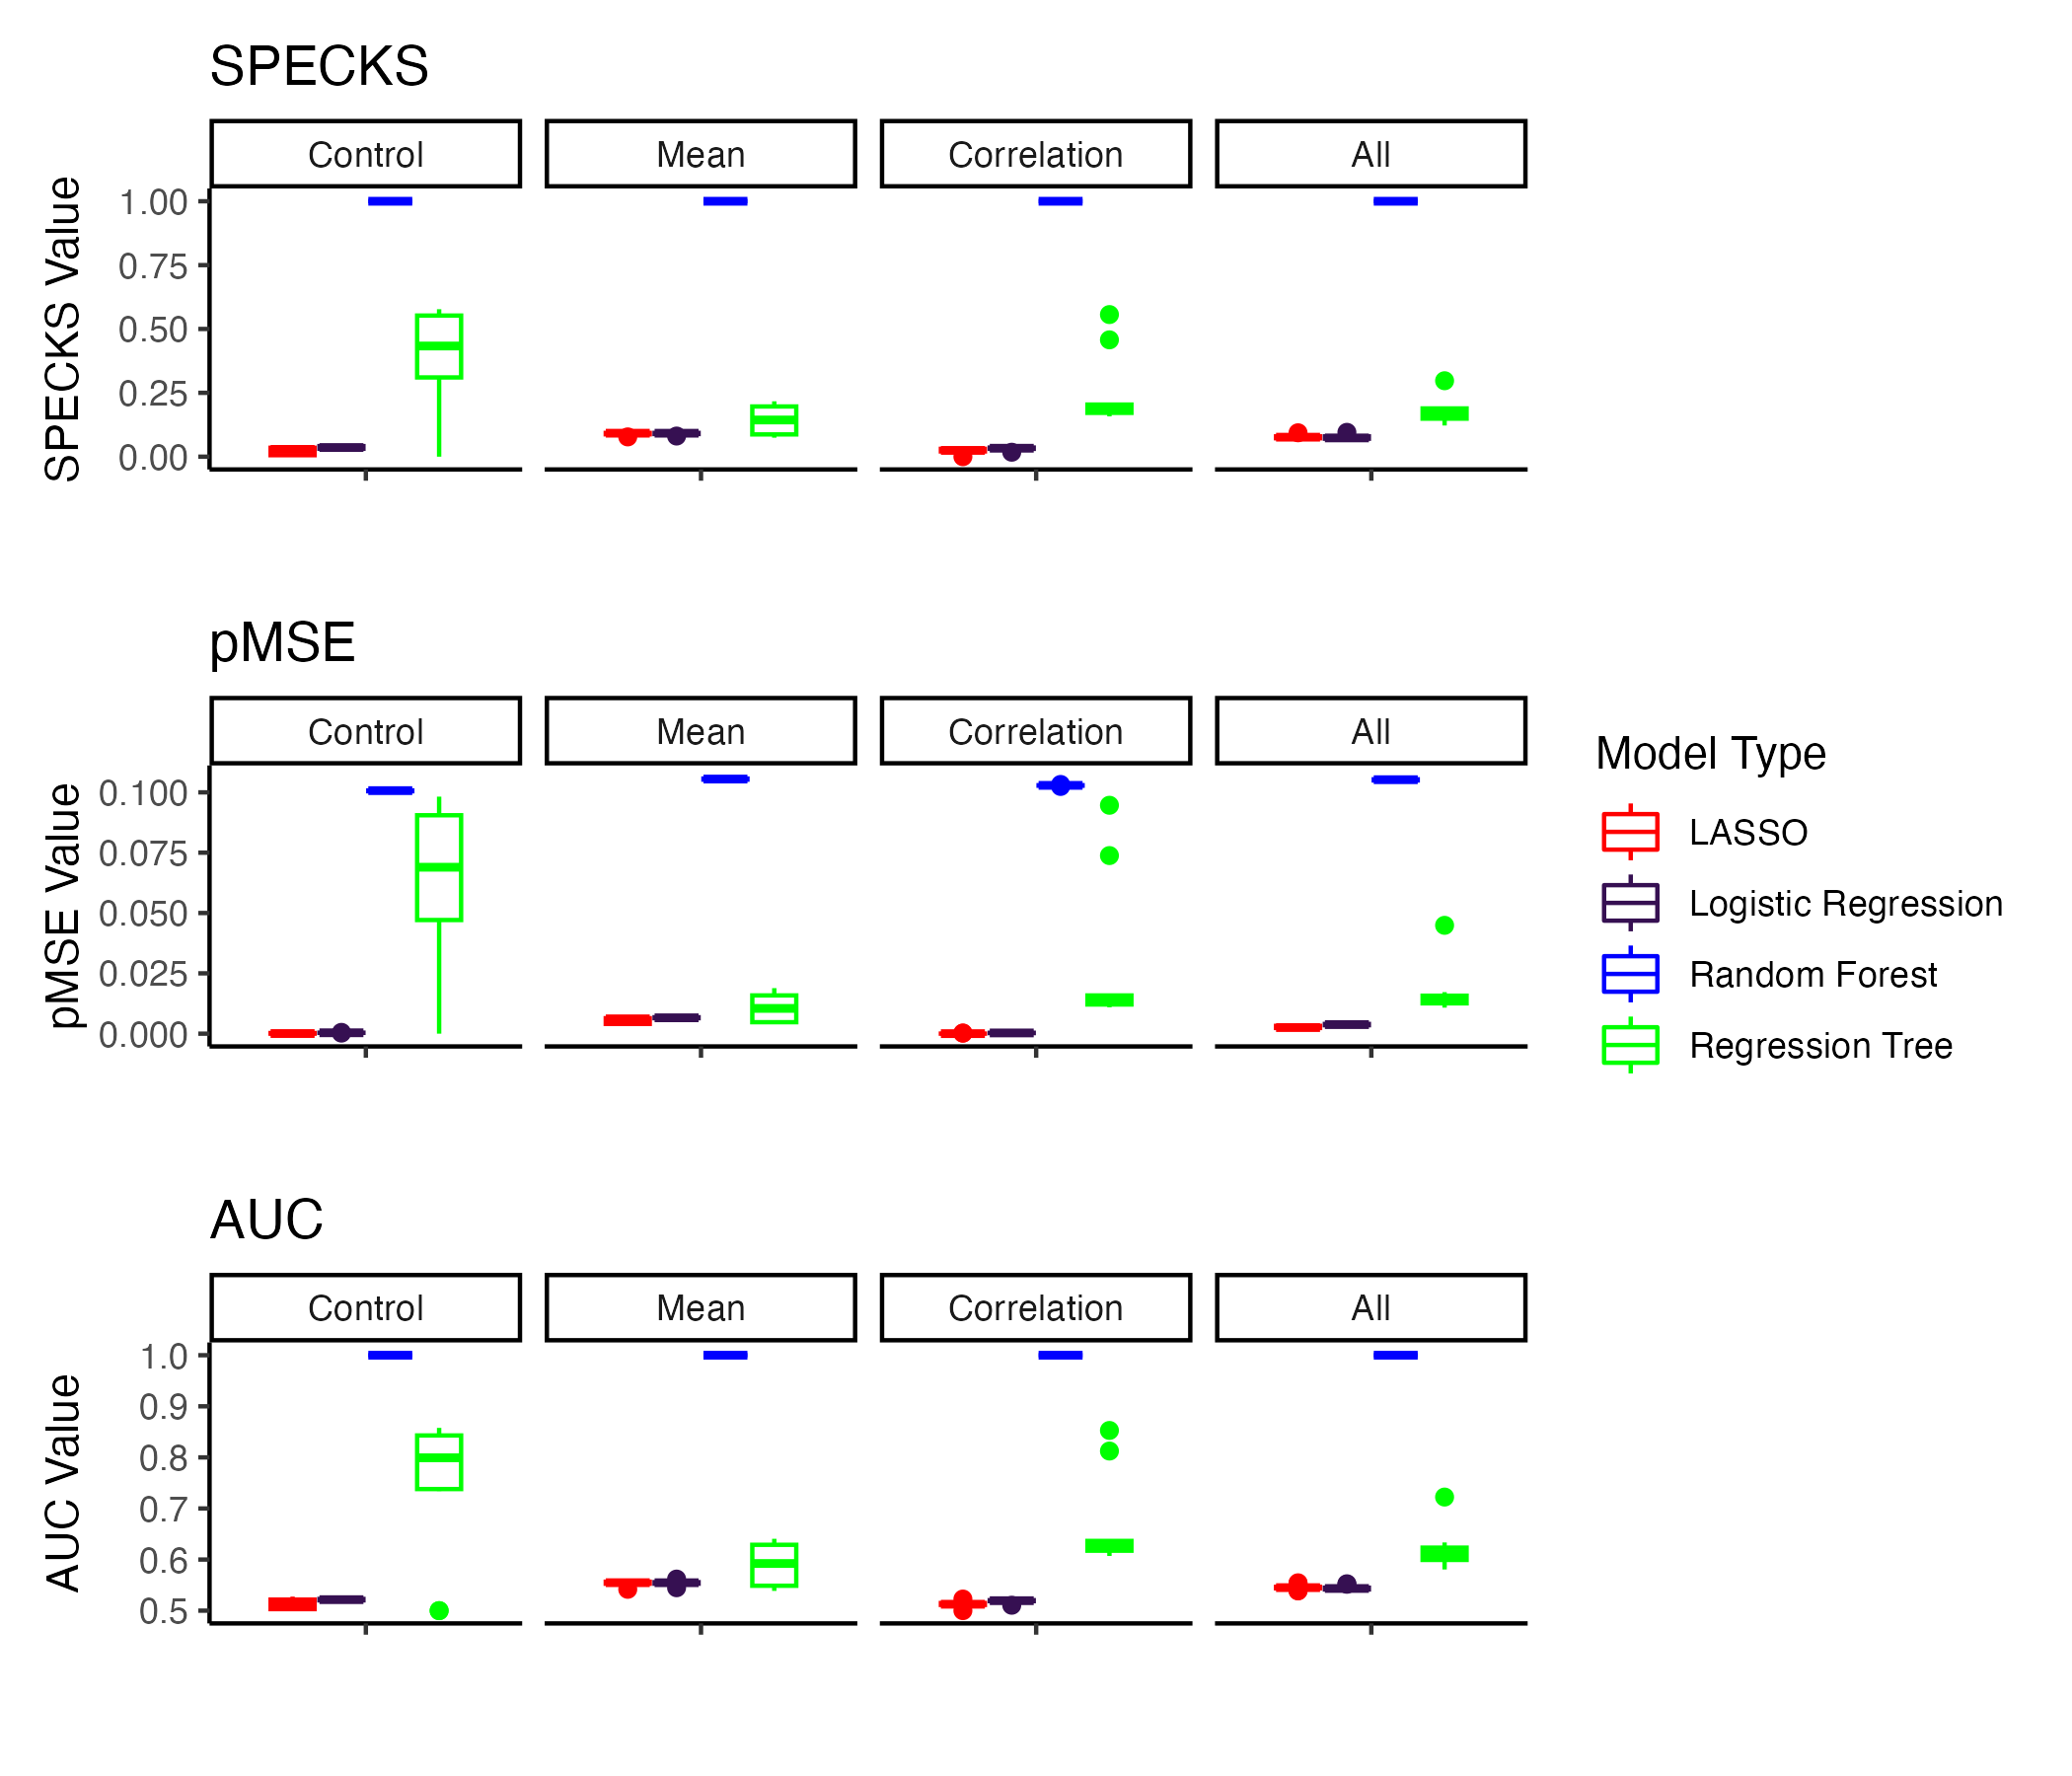 SPECKS
Control Mean Correlation All
SPECKS Value
1.00
0.75
0.50
0.25
0.00
pMSE
Control Mean Correlation All
pMSE Value
0.100
0.075
0.050
0.025
0.000
Model Type
LASSO
Logistic Regression
Random Forest
Regression Tree
AUC
Control Mean Correlation All
AUC Value
1.0
0.9
0.8
0.7
0.6
0.5